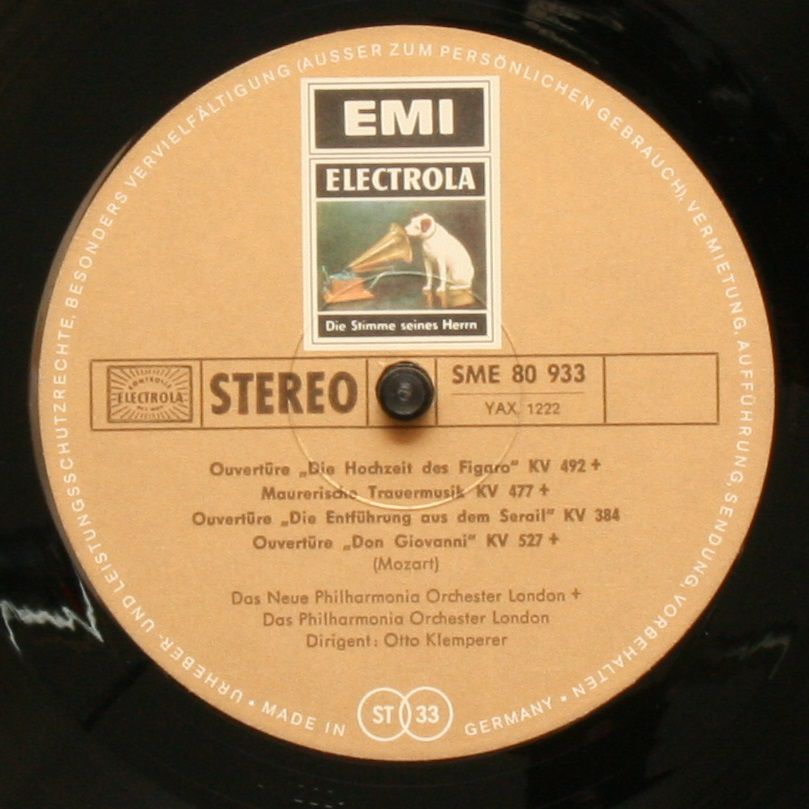 URHEBER- UND LEISTUNGSSCHUTZRECHTE, BESONDERS VERVIELFÄLTIGUNG (AUSSER ZUM PERSÖNLICHEN GEBRAUCH), VERMIETUNG, AUFFÜHRUNG, SENDUNG, VORBEHALTEN
EMI
ELECTROLA
Die Stimme seines Herrn
ELECTROLA
STEREO
SME 80 933
YAX 1222
Ouvertüre „Die Hochzeit des Figaro“ KV 492 +
Maurerische Trauermusik KV 477 +
Ouvertüre „Die Entführung aus dem Serail“ KV 384
Ouvertüre „Don Giovanni“ KV 527 +
(Mozart)
Das Neue Philharmonia Orchester London +
Das Philharmonia Orchester London
Dirigent: Otto Klemperer
• MADE IN ST 33 GERMANY •